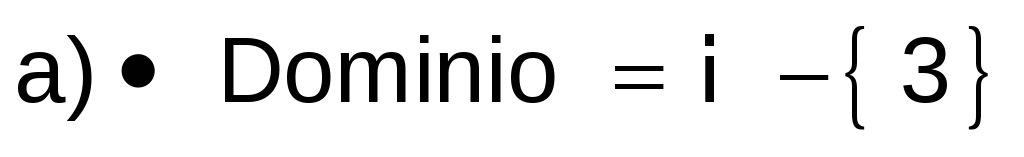 a)● Dominio = i −{ 3 }